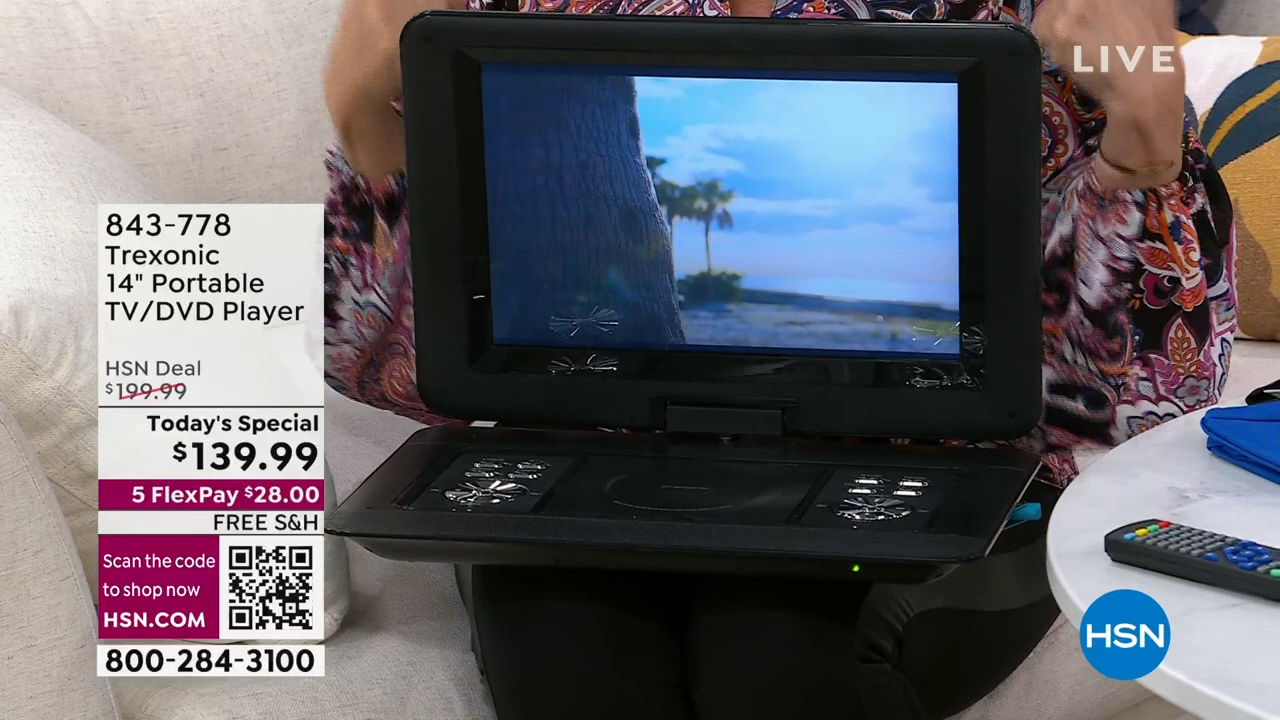 LIVE
843-778
Trexonic
14" Portable
TV/DVD Player
HSN Deal
$199.99
Today's Special
$139.99
5 FlexPay $28.00
FREE S&H
Scan the code
to shop now
HSN.COM
800-284-3100
HSN